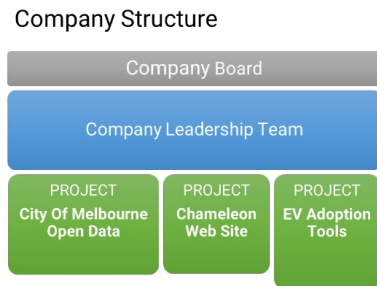 Company Structure
Company Board
Company Leadership Team
PROJECT
City Of Melbourne
Open Data
PROJECT
Chameleon
Web Site
PROJECT
EV Adoption
Tools